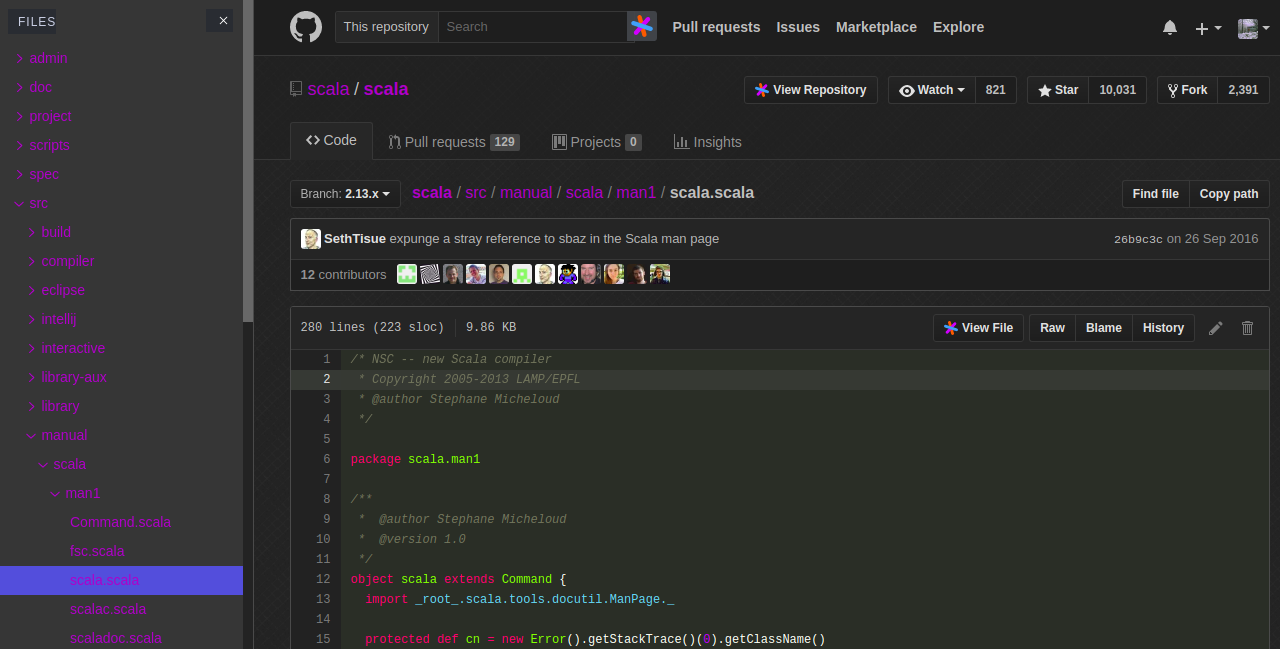 FILES ×
admin
doc
project
scripts
spec
src
build
compiler
eclipse
intellij
interactive
library-aux
library
manual
scala
man1
Command.scala
fsc.scala
scala.scala
scalac.scala
scaladoc.scala
This repository Search Pull requests Issues Marketplace Explore
scala / scala View Repository Watch 821 Star 10,031 Fork 2,391
Code Pull requests 129 Projects 0 Insights
Branch: 2.13.x scala / src / manual / scala / man1 / scala.scala Find file Copy path
SethTisue expunge a stray reference to sbaz in the Scala man page 26b9c3c on 26 Sep 2016
12 contributors
280 lines (223 sloc) 9.86 KB View File Raw Blame History
1 /* NSC -- new Scala compiler
2 * Copyright 2005-2013 LAMP/EPFL
3 * @author Stephane Micheloud
4 */
5
6 package scala.man1
7
8 /**
9 * @author Stephane Micheloud
10 * @version 1.0
11 */
12 object scala extends Command {
13 import _root_.scala.tools.docutil.ManPage._
14
15 protected def cn = new Error().getStackTrace()(0).getClassName()